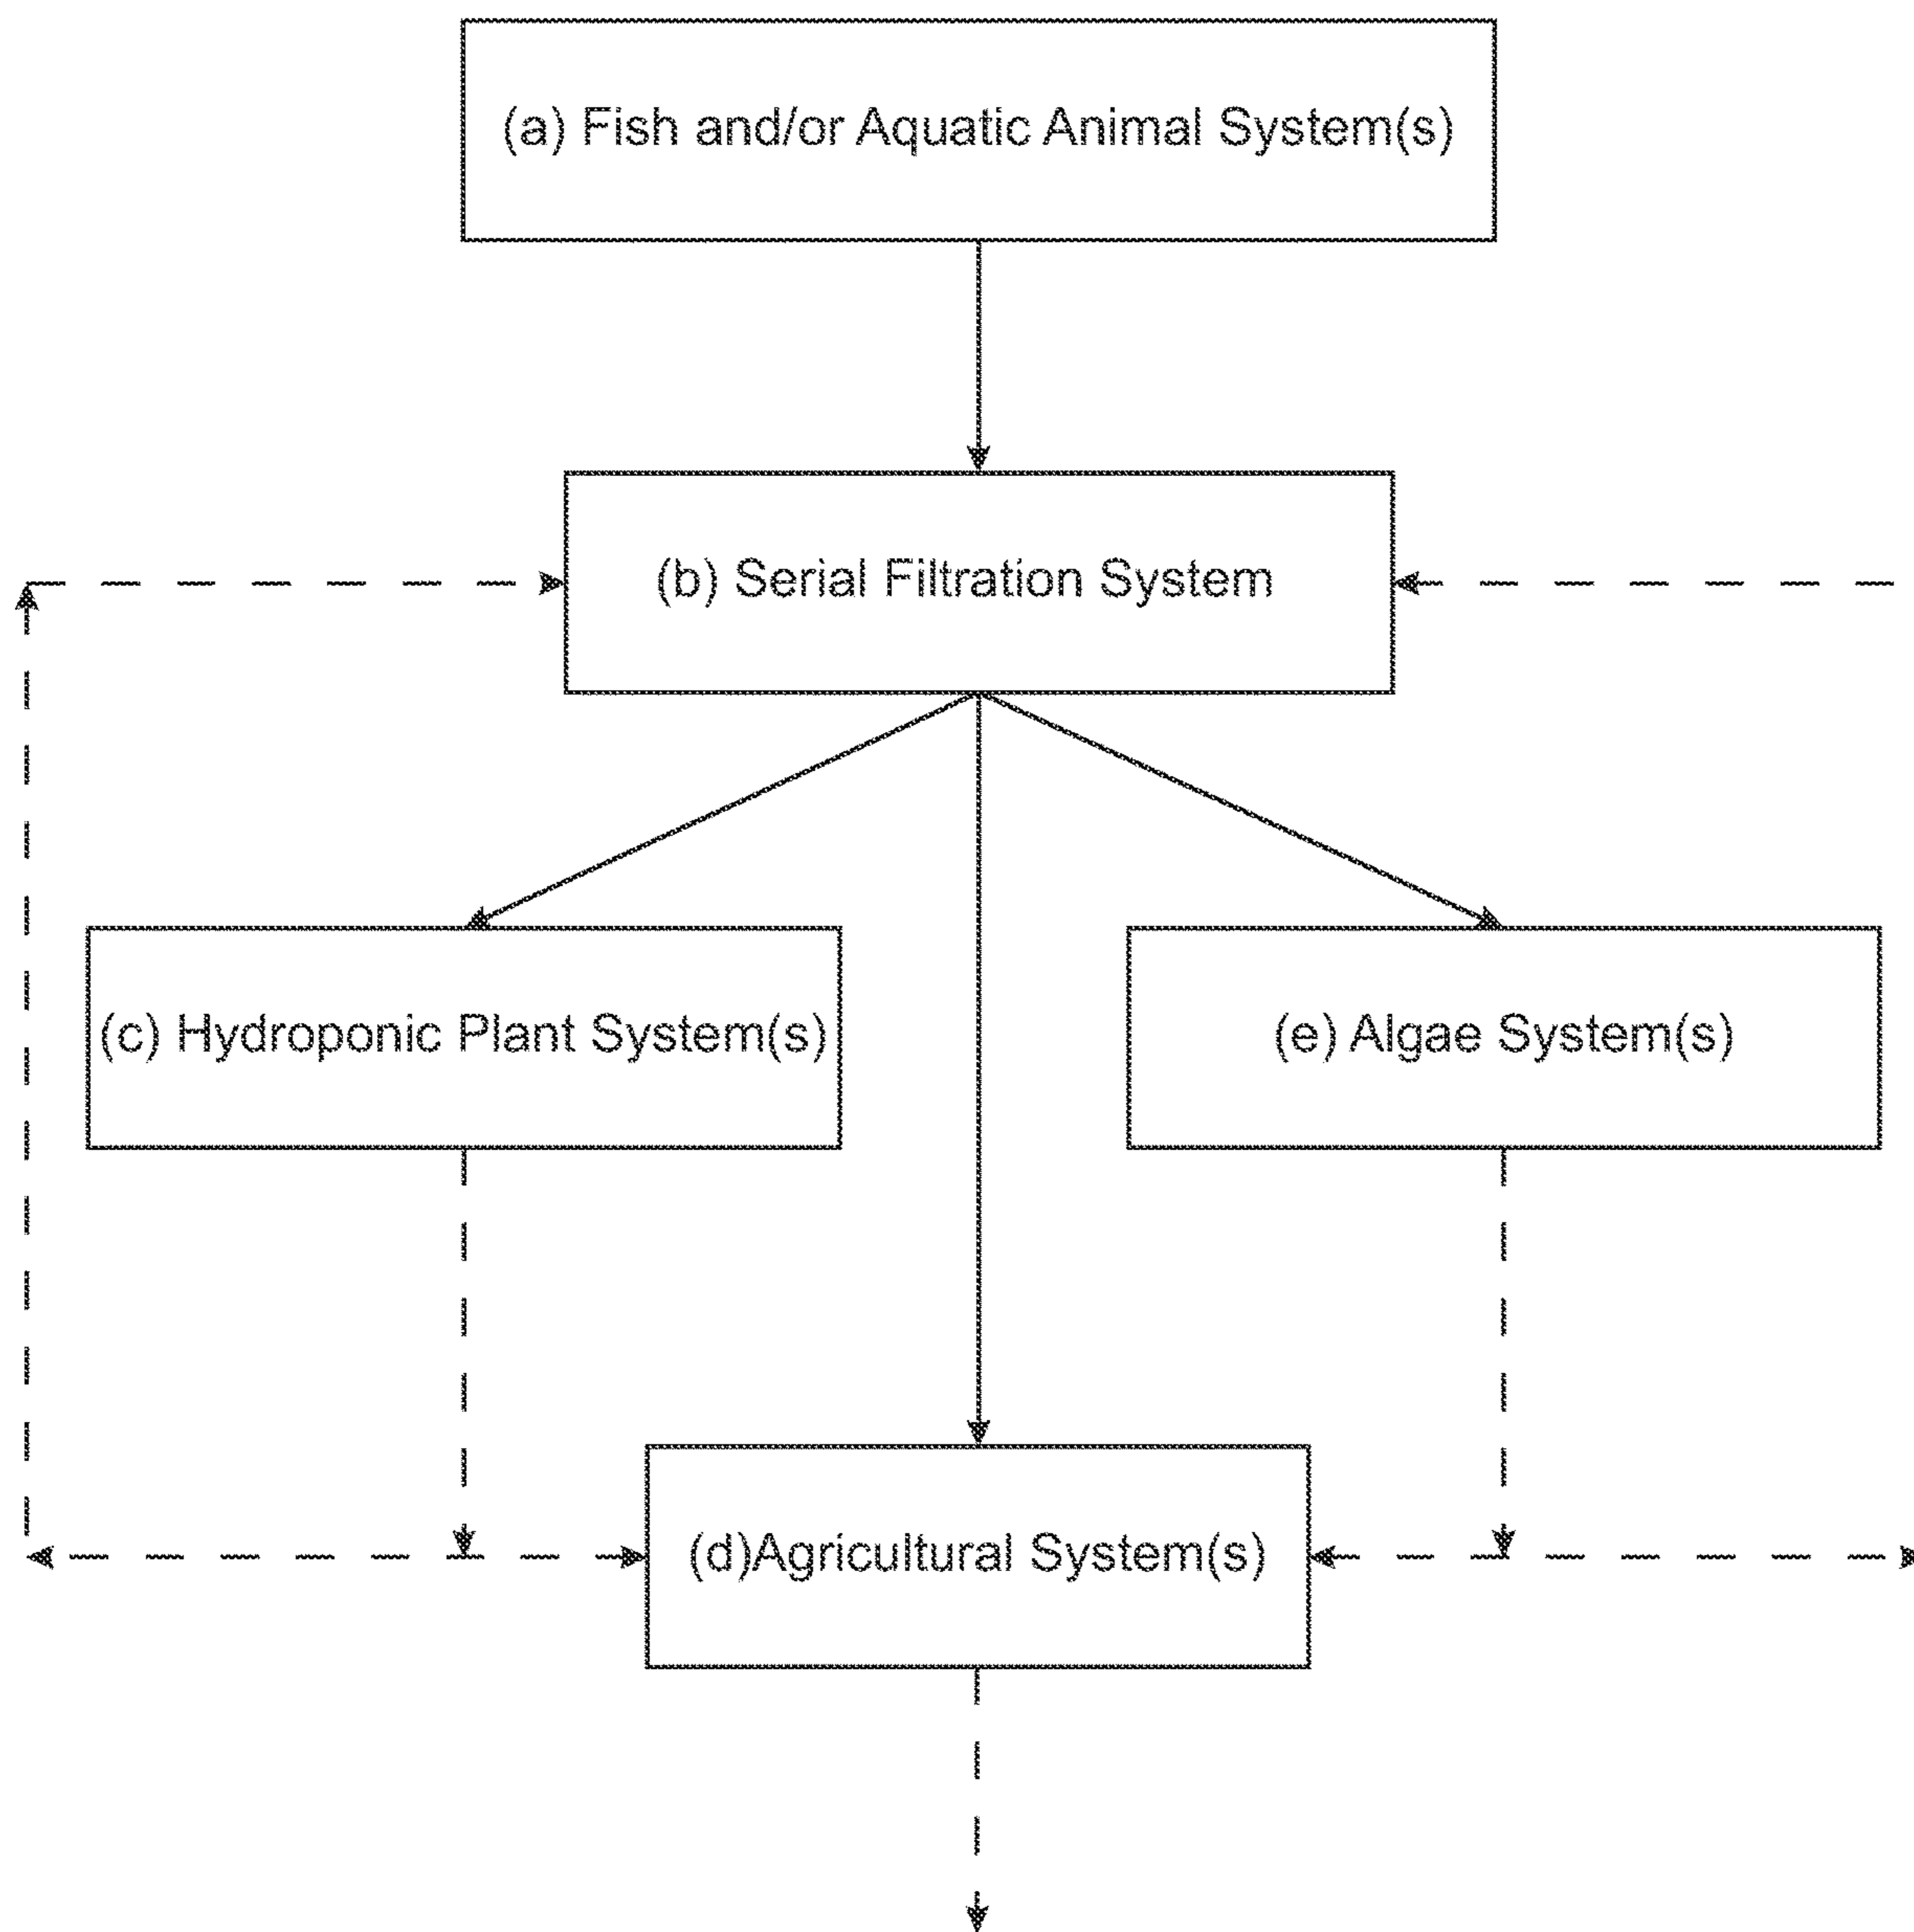 (a) Fish and/or Aquatic Animal System(s)
(b) Serial Filtration System
(c) Hydroponic Plant System(s)
(e) Algae System(s)
(d)Agricultural System(s)